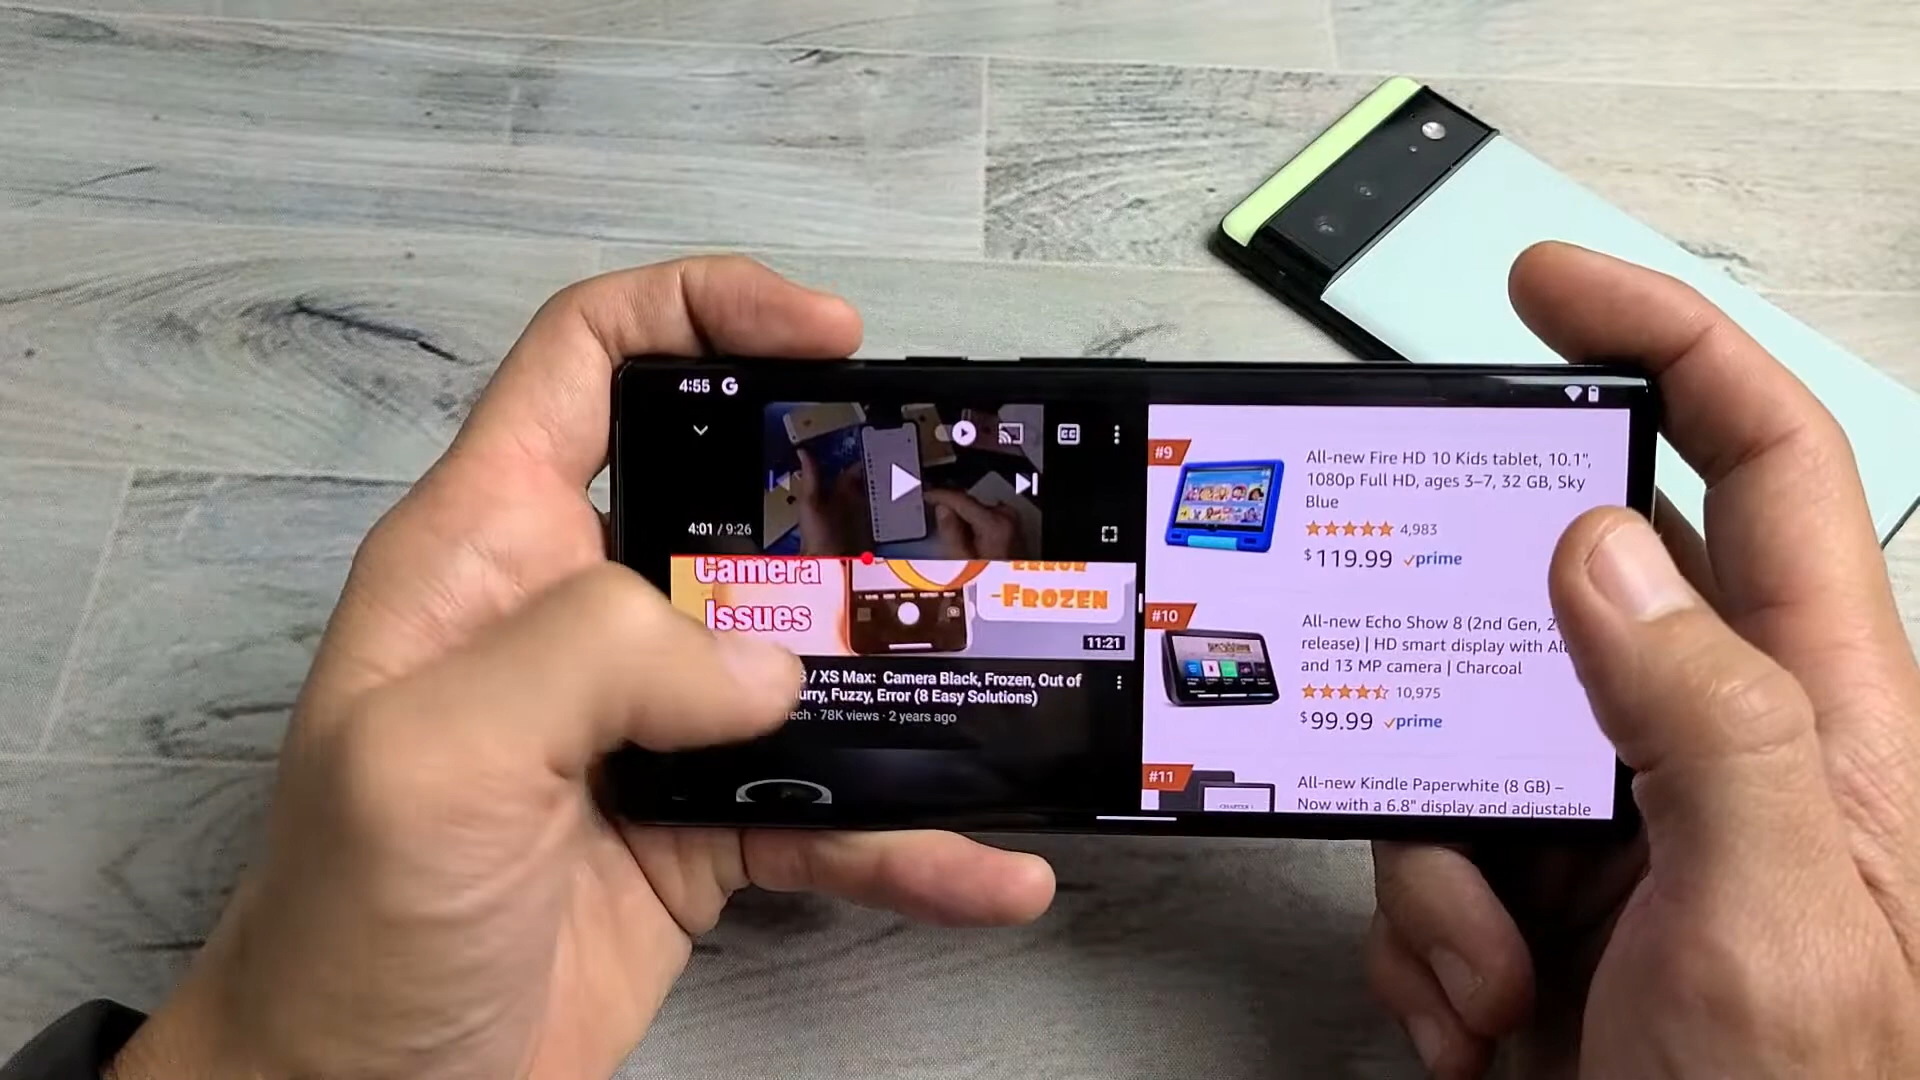 4:55 G
CC
4:01 / 9:26
Camera
Issues
ERROR
-FROZEN
11:21
/ XS Max: Camera Black, Frozen, Out of
Fuzzy, Error (8 Easy Solutions)
78K views · 2 years ago
#9
All-new Fire HD 10 Kids tablet, 10.1",
1080p Full HD, ages 3–7, 32 GB, Sky
Blue
4,983
$119.99 prime
#10
All-new Echo Show 8 (2nd Gen,
release) | HD smart display with
and 13 MP camera | Charcoal
10,975
$99.99 prime
#11
All-new Kindle Paperwhite (8 GB) –
Now with a 6.8" display and adjustable